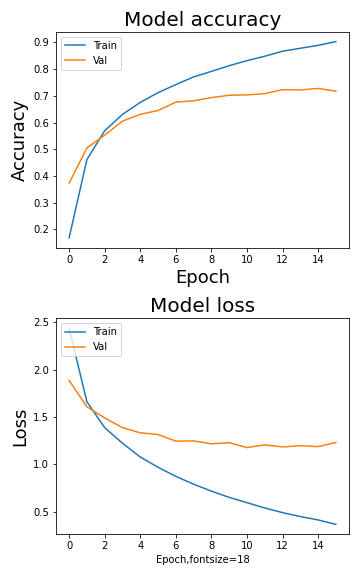 Model accuracy
Train
Val
0.9
0.8
0.7
0.6
0.5
0.4
0.3
0.2
Accuracy
0 2 4 6 8 10 12 14
Epoch
Model loss
Train
Val
2.5
2.0
1.5
1.0
0.5
Loss
0 2 4 6 8 10 12 14
Epoch,fontsize=18